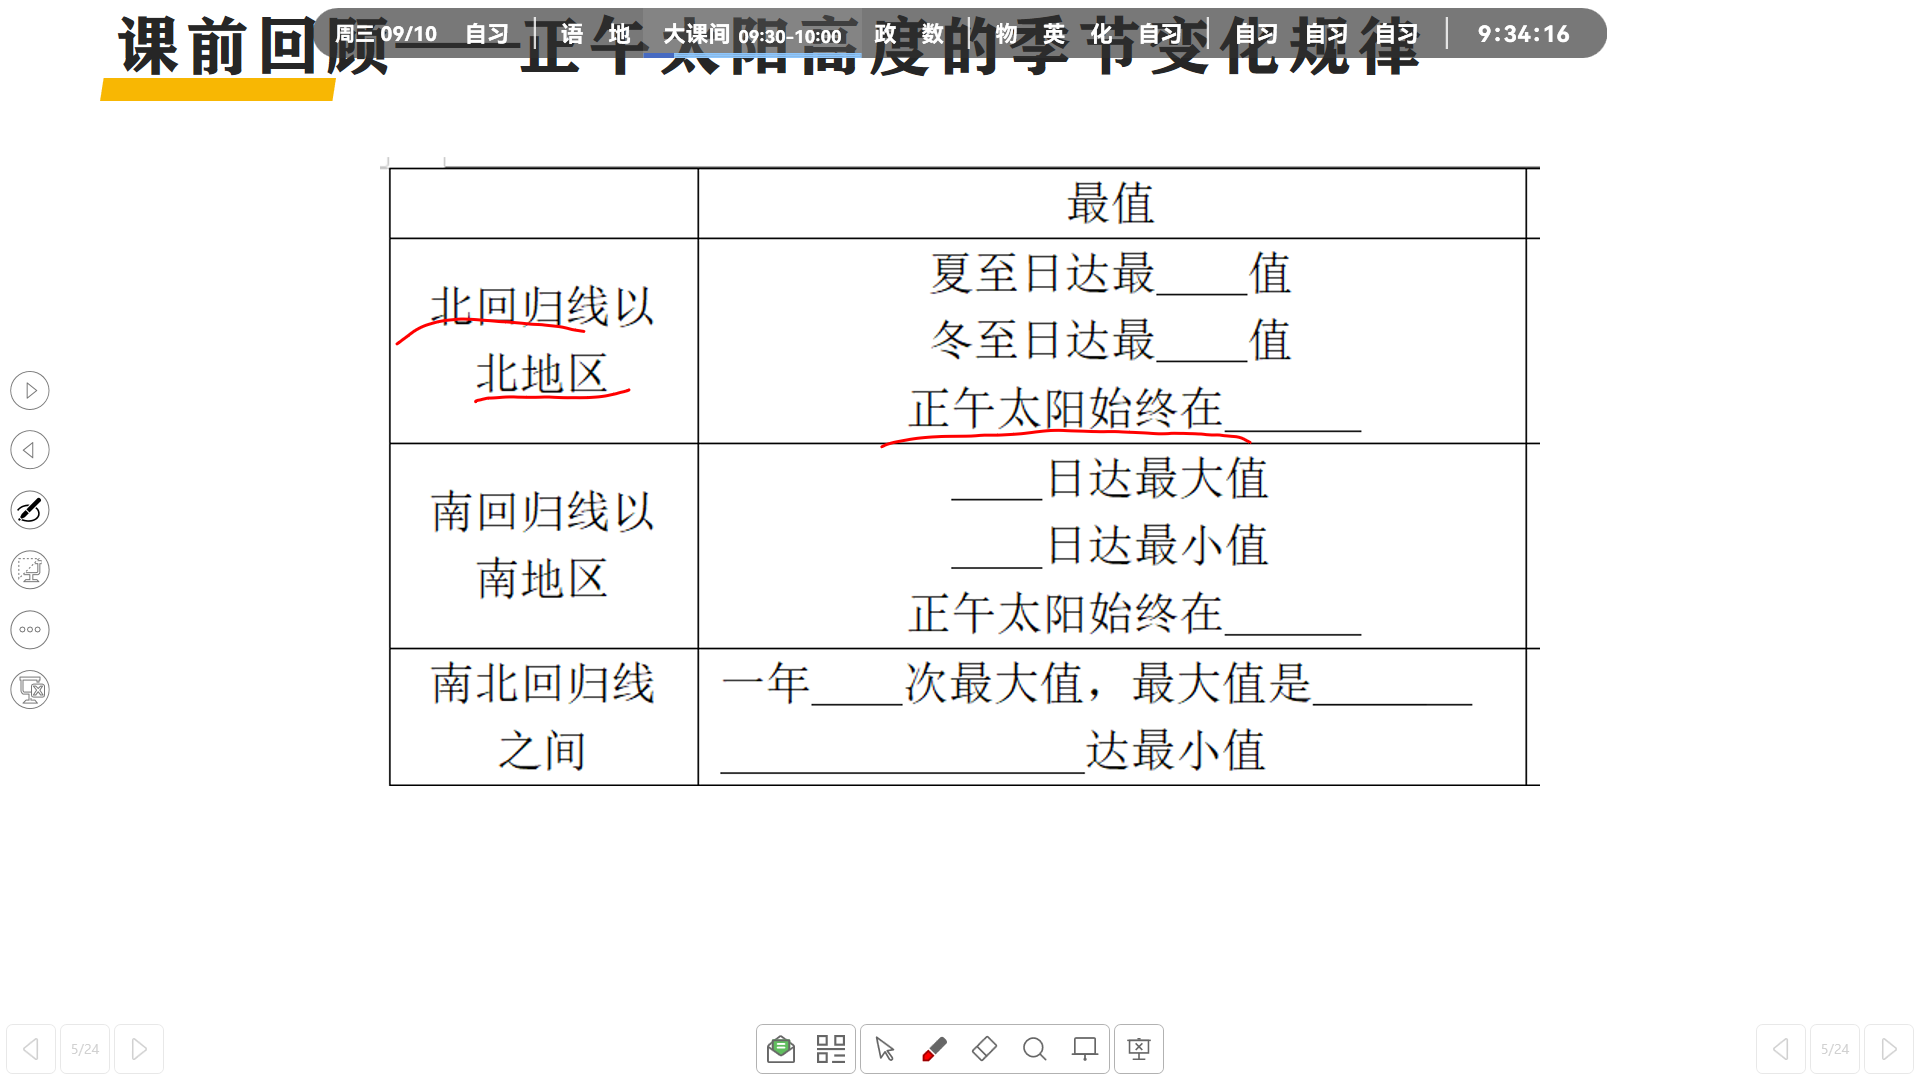 课前回顾——正午太阳高度的季节变化规律
周三 09/10 自习 语 地 大课间 09:30-10:00 政 数 物 英 化 自习 自习 自习 自习 9:34:16
最值
北回归线以
北地区
夏至日达最____值
冬至日达最____值
正午太阳始终在______
南回归线以
南地区
____日达最大值
____日达最小值
正午太阳始终在______
南北回归线
之间
一年____次最大值，最大值是_______
________________达最小值
5/24
5/24